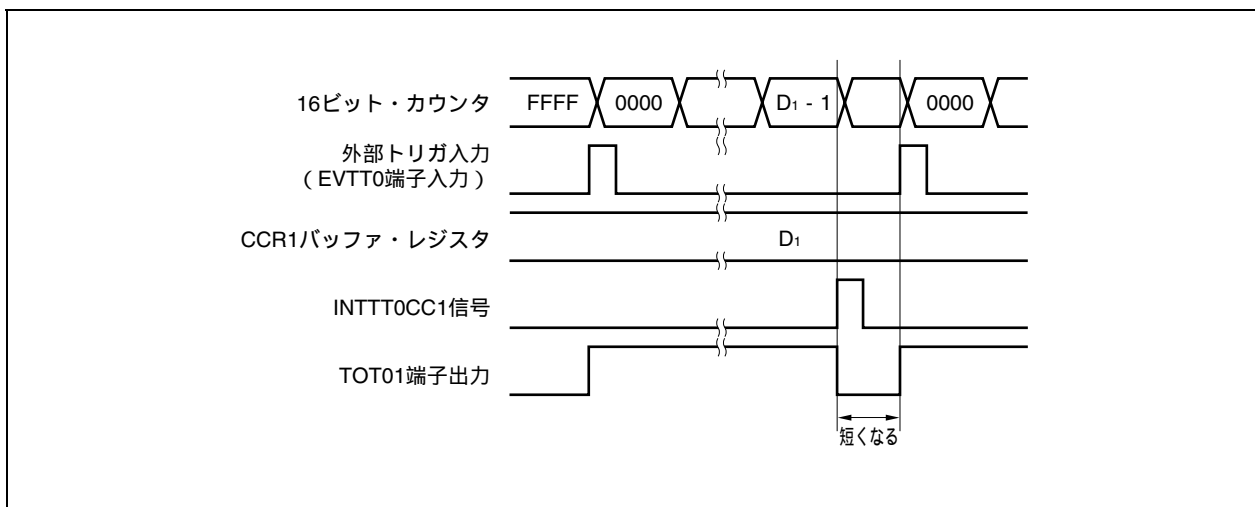 16ビット・カウンタ FFFF 0000 D1 - 1 0000
外部トリガ入力
(EVTT0端子入力)
CCR1バッファ・レジスタ D1
INTTT0CC1信号
TOT01端子出力
短くなる